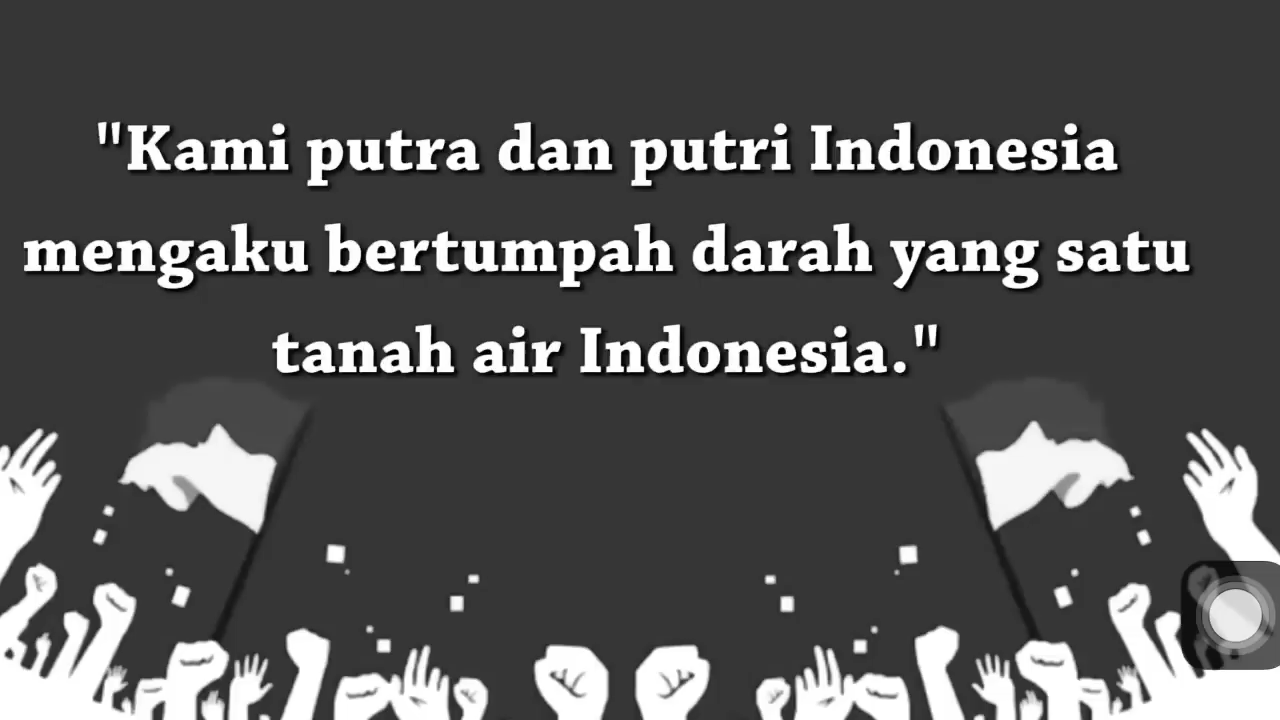 "Kami putra dan putri Indonesia
mengaku bertumpah darah yang satu
tanah air Indonesia."